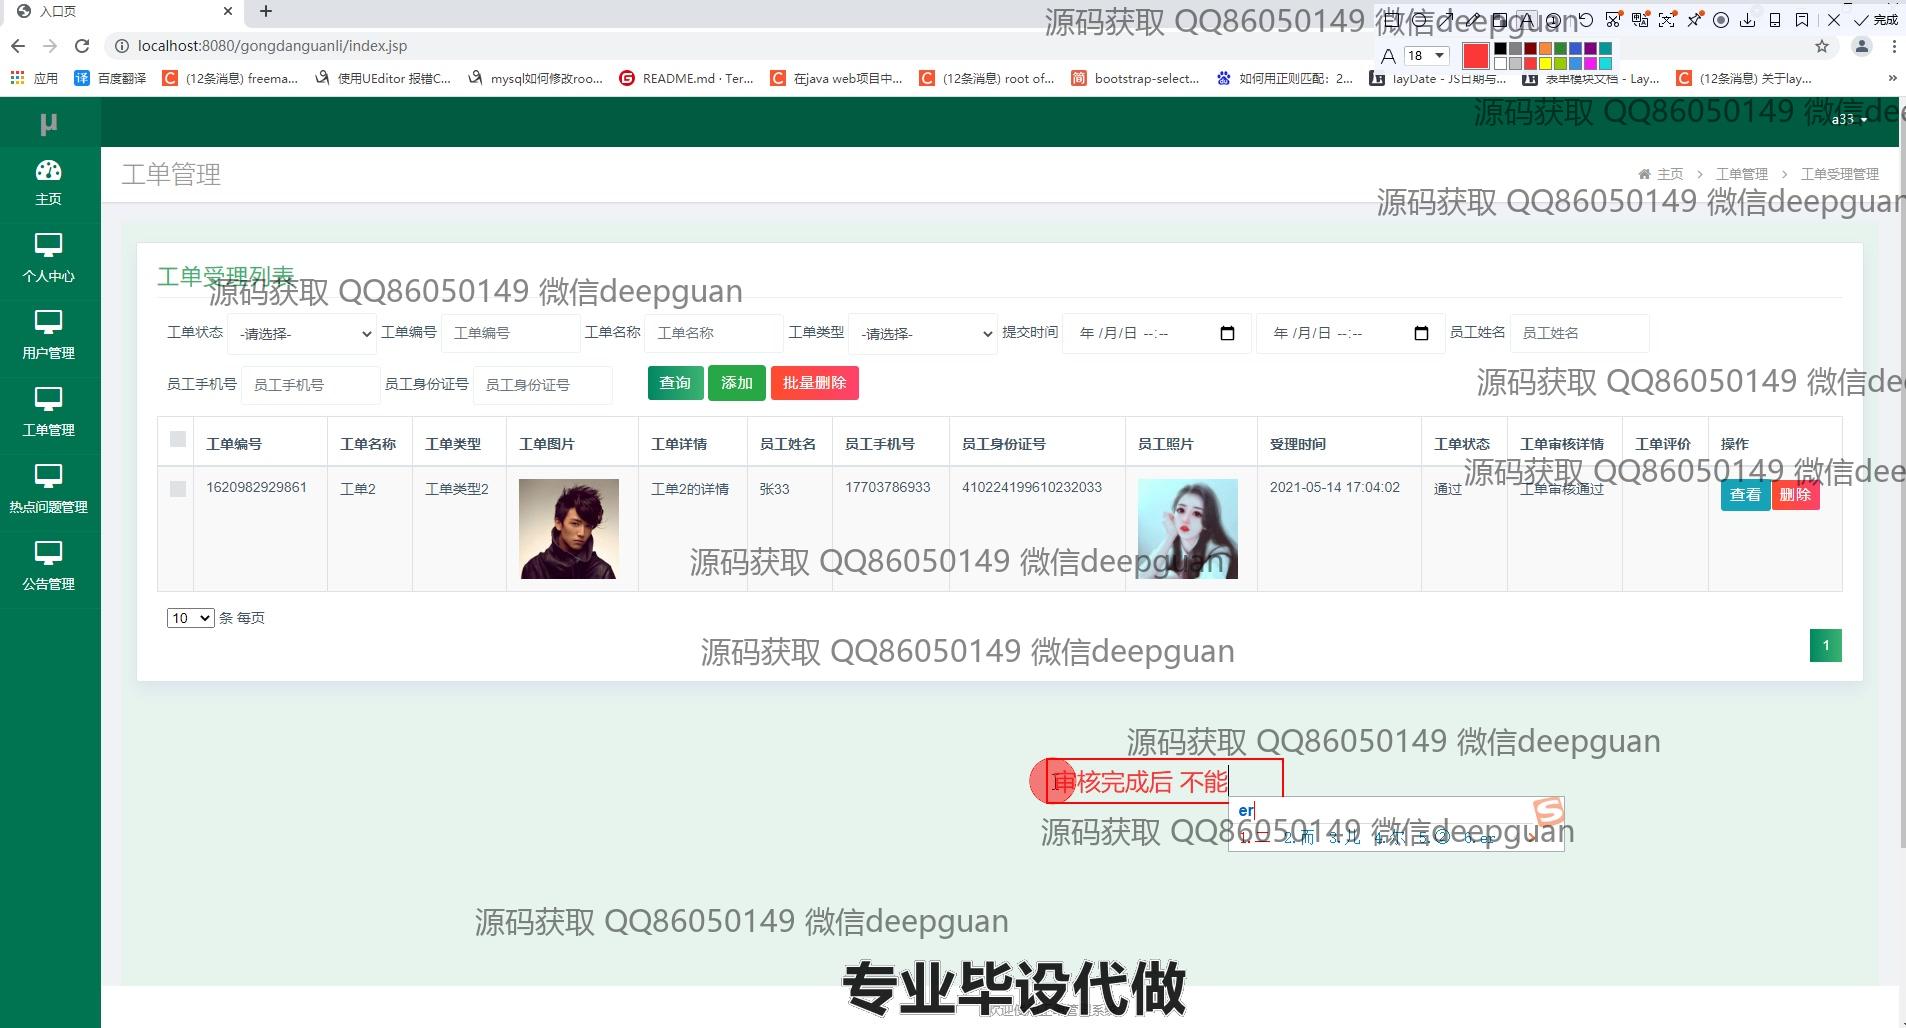 入口页
localhost:8080/gongdanguanli/index.jsp
源码获取 QQ86050149 微信deepguan
完成
18
应用 百度翻译 (12条消息) freema... 使用UEditor 报错C... mysql如何修改roo... README.md · Ter... 在java web项目中... (12条消息) root of... bootstrap-select... 如何用正则匹配：2... layDate - JS日期与... 表单模块文档 - Lay... (12条消息) 关于lay...
μ
源码获取 QQ86050149 微信de
a33
主页
个人中心
用户管理
工单管理
热点问题管理
公告管理
工单管理
主页 > 工单管理 > 工单受理管理
源码获取 QQ86050149 微信deepguan
工单受理列表
源码获取 QQ86050149 微信deepguan
工单状态 -请选择- 工单编号 工单编号 工单名称 工单名称 工单类型 -请选择- 提交时间 年 /月/日 --:-- 年 /月/日 --:-- 员工姓名 员工姓名
员工手机号 员工手机号 员工身份证号 员工身份证号 查询 添加 批量删除
源码获取 QQ86050149 微信de
工单编号 工单名称 工单类型 工单图片 工单详情 员工姓名 员工手机号 员工身份证号 员工照片 受理时间 工单状态 工单审核详情 工单评价 操作
源码获取 QQ86050149 微信de
1620982929861 工单2 工单类型2 工单2的详情 张33 17703786933 410224199610232033 2021-05-14 17:04:02 通过 工单审核通过 查看 删除
源码获取 QQ86050149 微信deepguan
10 条 每页
源码获取 QQ86050149 微信deepguan
1
源码获取 QQ86050149 微信deepguan
审核完成后 不能
er
1.二 2.而 3.儿 4.尔 5.② 6.er
源码获取 QQ86050149 微信deepguan
源码获取 QQ86050149 微信deepguan
专业毕设代做